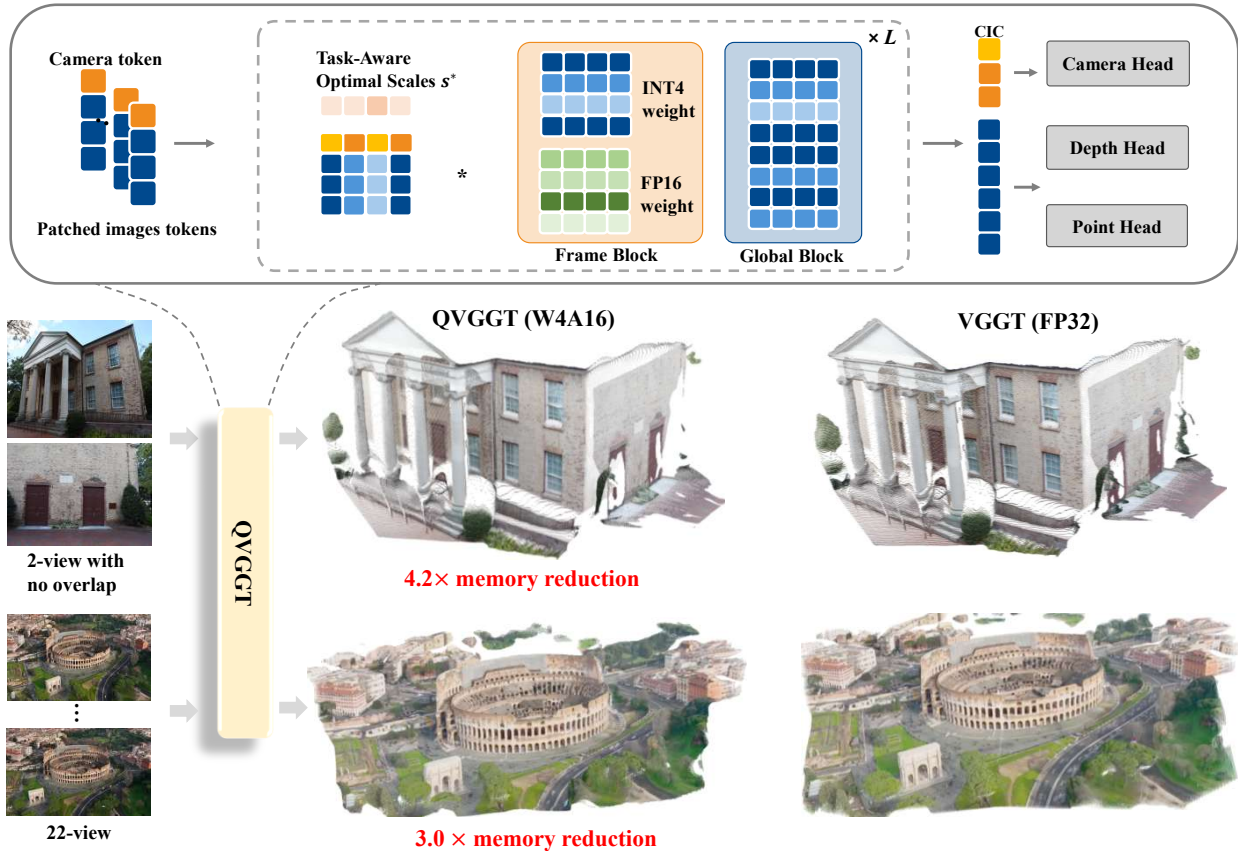 Camera token
Patched images tokens
Task-Aware
Optimal Scales s*
*
INT4
weight
FP16
weight
Frame Block
Global Block
× L
CIC
Camera Head
Depth Head
Point Head
QVGGT (W4A16)
VGGT (FP32)
2-view with
no overlap
QVGGT
4.2× memory reduction
22-view
3.0 × memory reduction